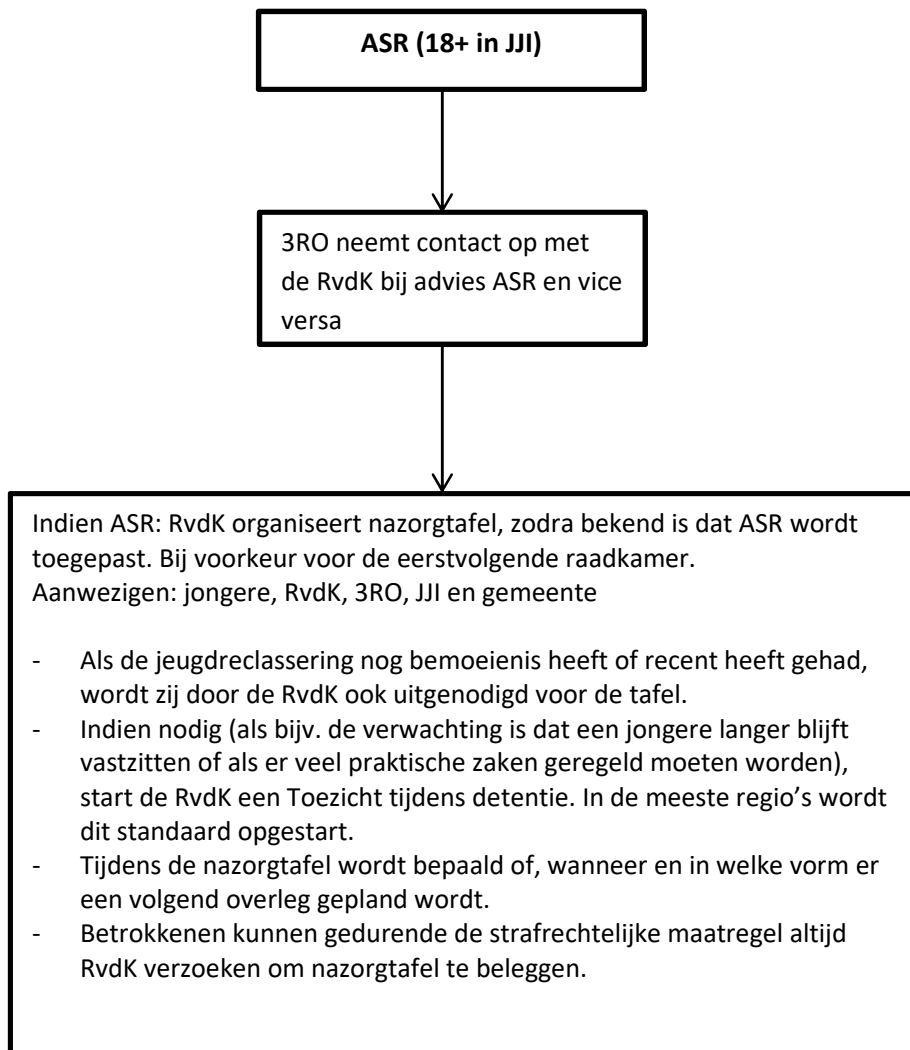 ASR (18+ in JJI)
3RO neemt contact op met
de RvdK bij advies ASR en vice
versa
Indien ASR: RvdK organiseert nazorgtafel, zodra bekend is dat ASR wordt
toegepast. Bij voorkeur voor de eerstvolgende raadkamer.
Aanwezigen: jongere, RvdK, 3RO, JJI en gemeente
- Als de jeugdreclassering nog bemoeienis heeft of recent heeft gehad,
wordt zij door de RvdK ook uitgenodigd voor de tafel.
- Indien nodig (als bijv. de verwachting is dat een jongere langer blijft
vastzitten of als er veel praktische zaken geregeld moeten worden),
start de RvdK een Toezicht tijdens detentie. In de meeste regio's wordt
dit standaard opgestart.
- Tijdens de nazorgtafel wordt bepaald of, wanneer en in welke vorm er
een volgend overleg gepland wordt.
- Betrokkenen kunnen gedurende de strafrechtelijke maatregel altijd
RvdK verzoeken om nazorgtafel te beleggen.